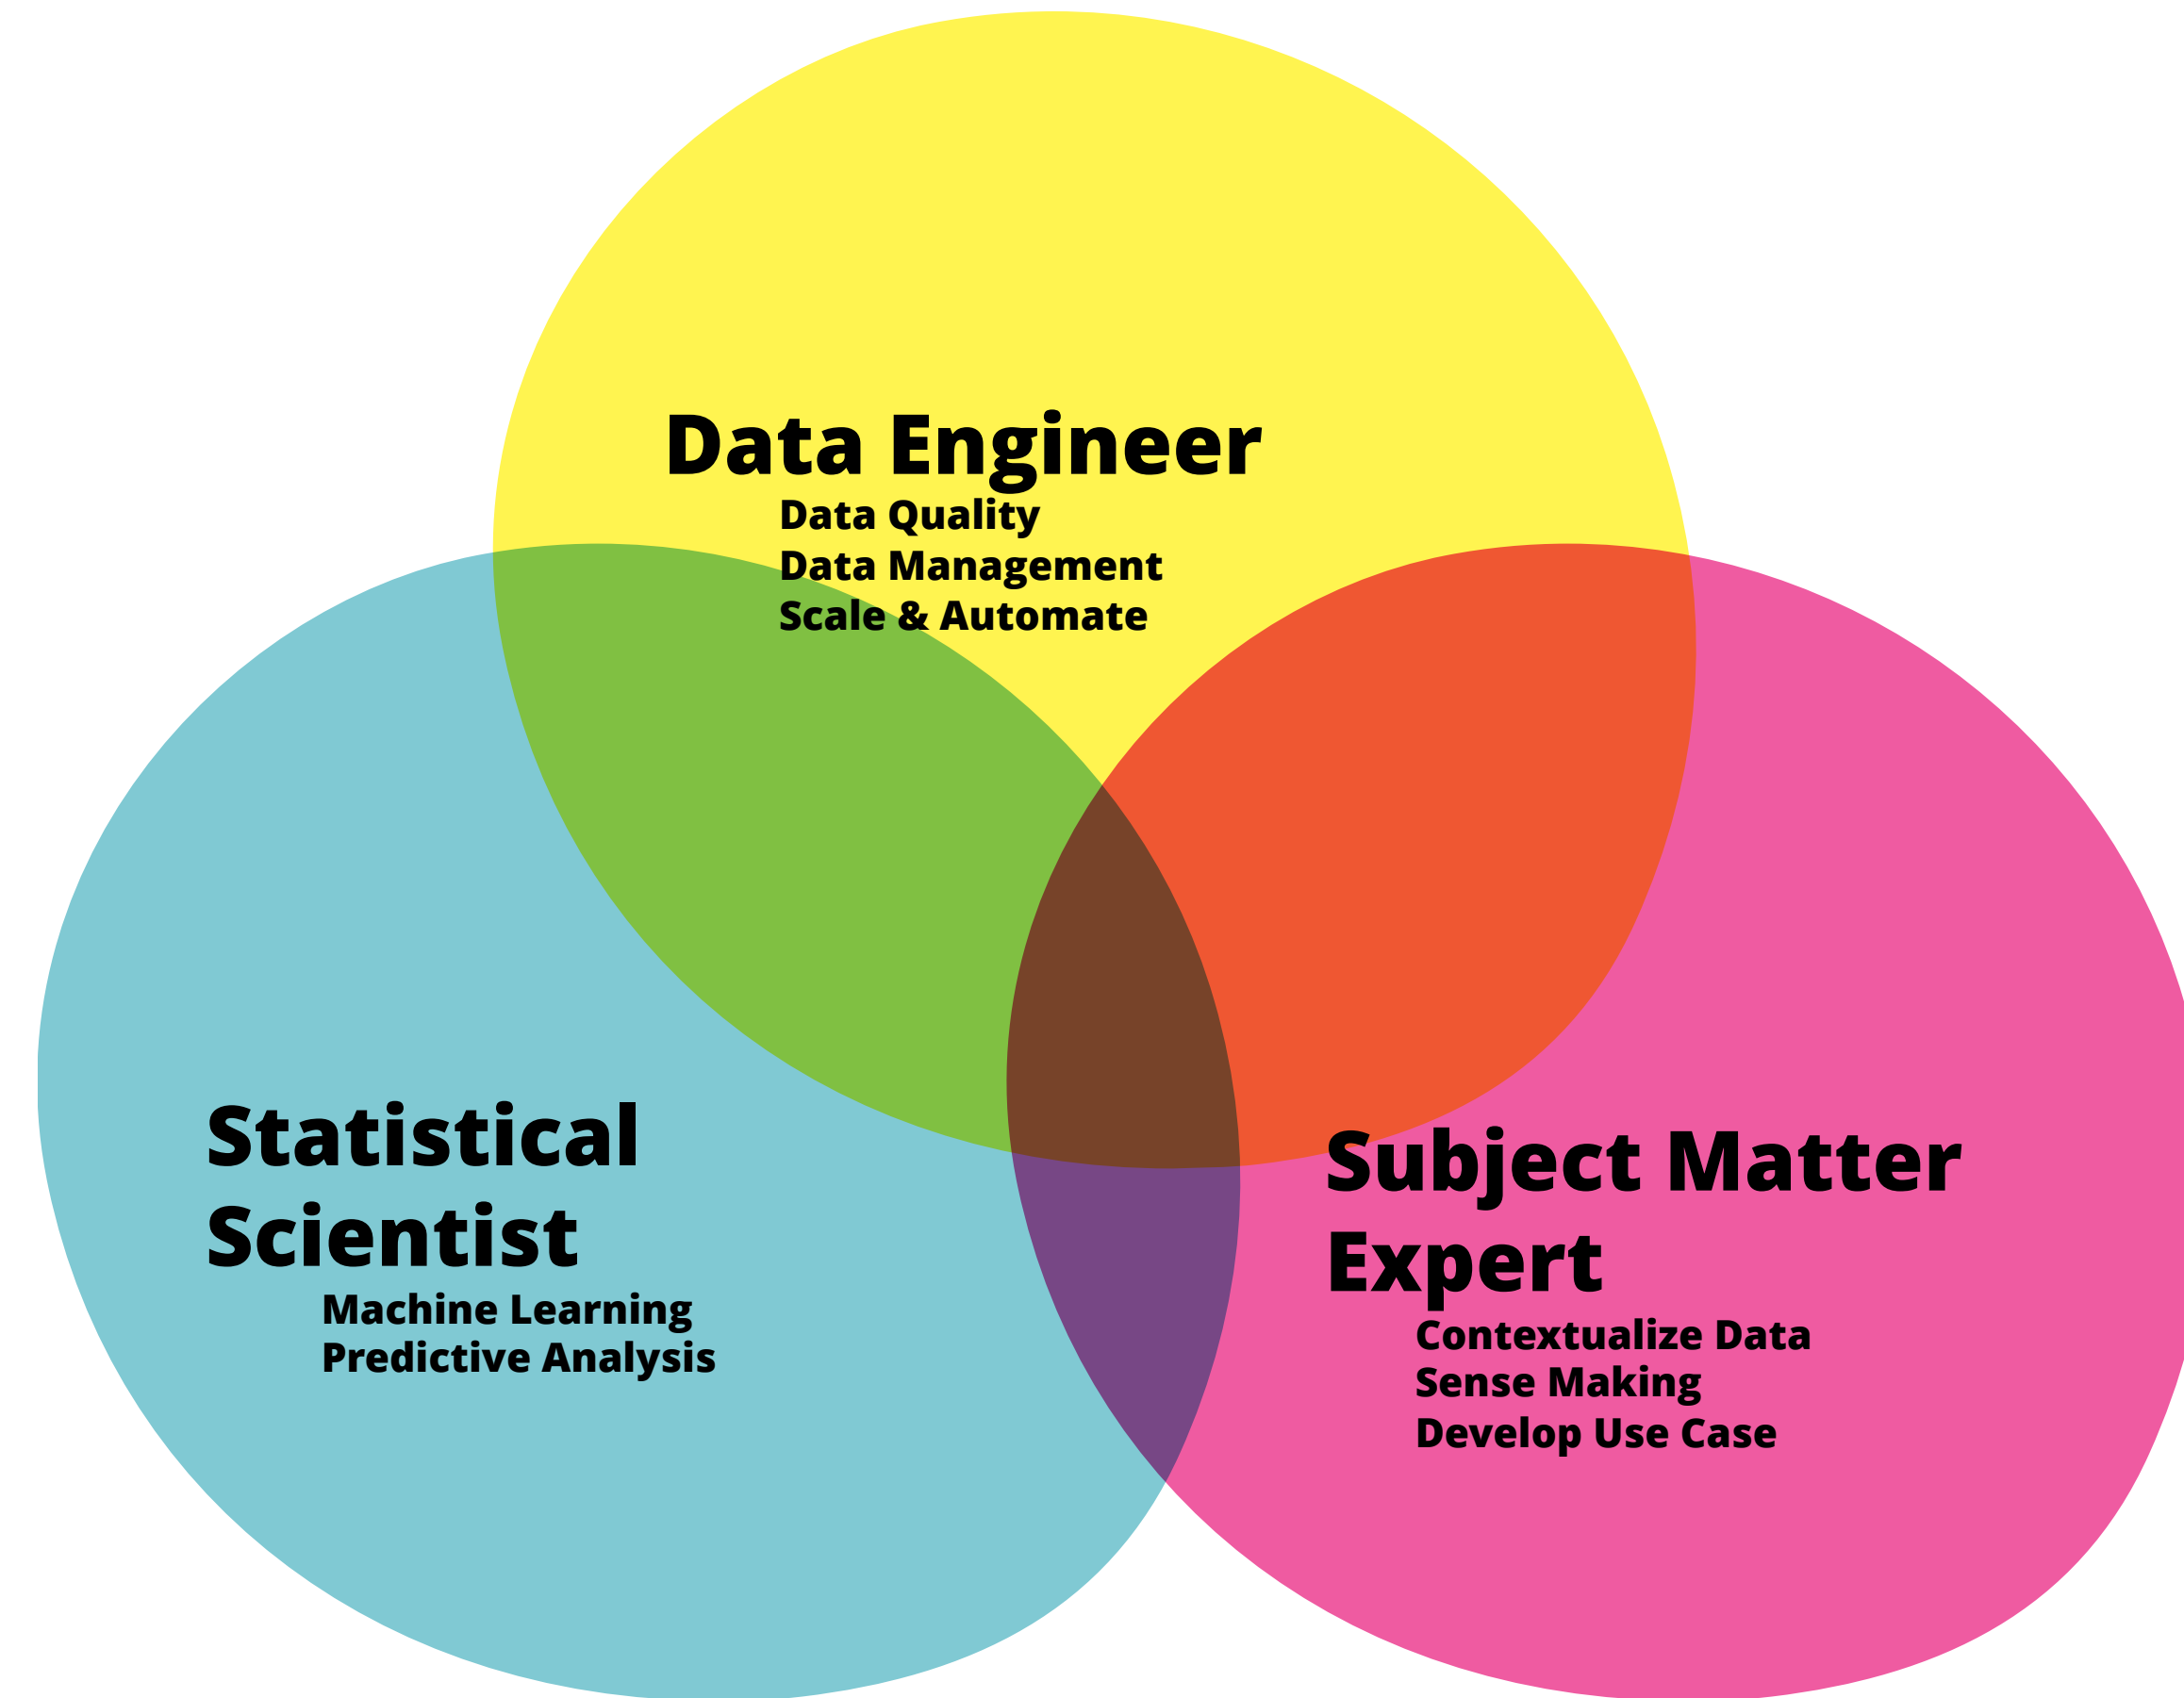 Data Engineer
Data Quality
Data Management
Scale & Automate
Statistical
Scientist
Machine Learning
Predictive Analysis
Subject Matter
Expert
Contextualize Data
Sense Making
Develop Use Case